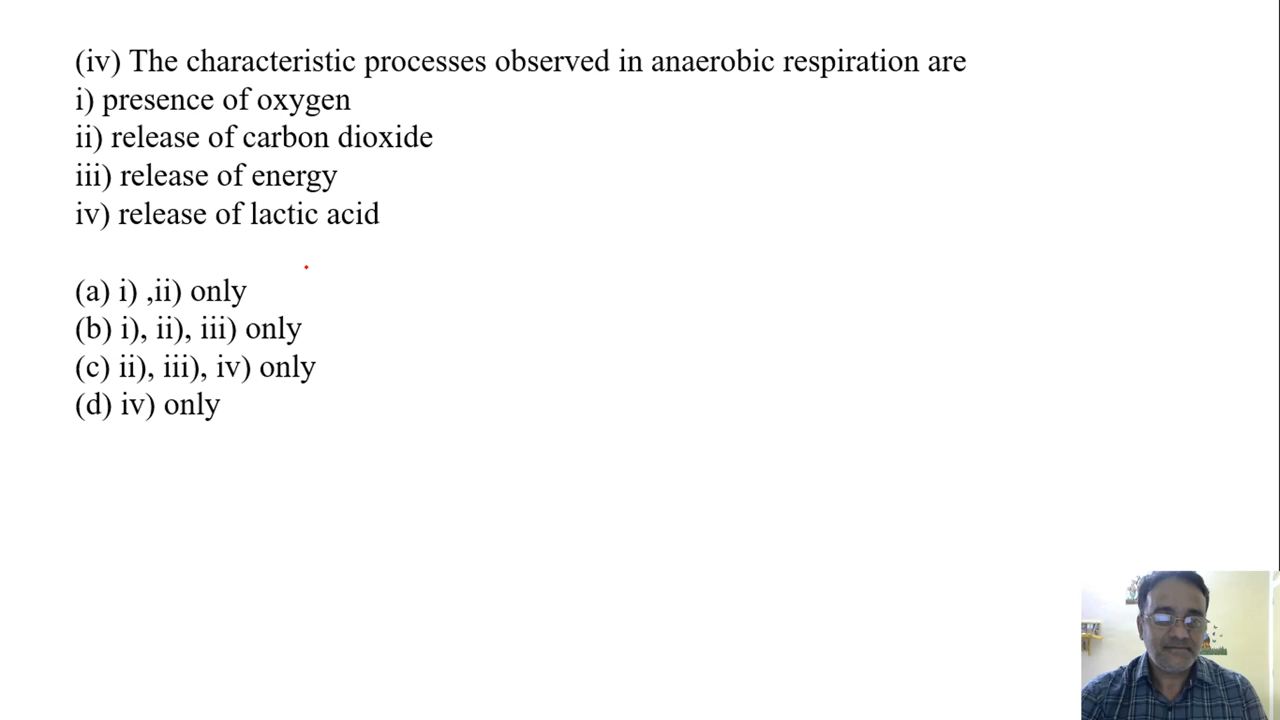 (iv) The characteristic processes observed in anaerobic respiration are
i) presence of oxygen
ii) release of carbon dioxide
iii) release of energy
iv) release of lactic acid
(a) i) ,ii) only
(b) i), ii), iii) only
(c) ii), iii), iv) only
(d) iv) only